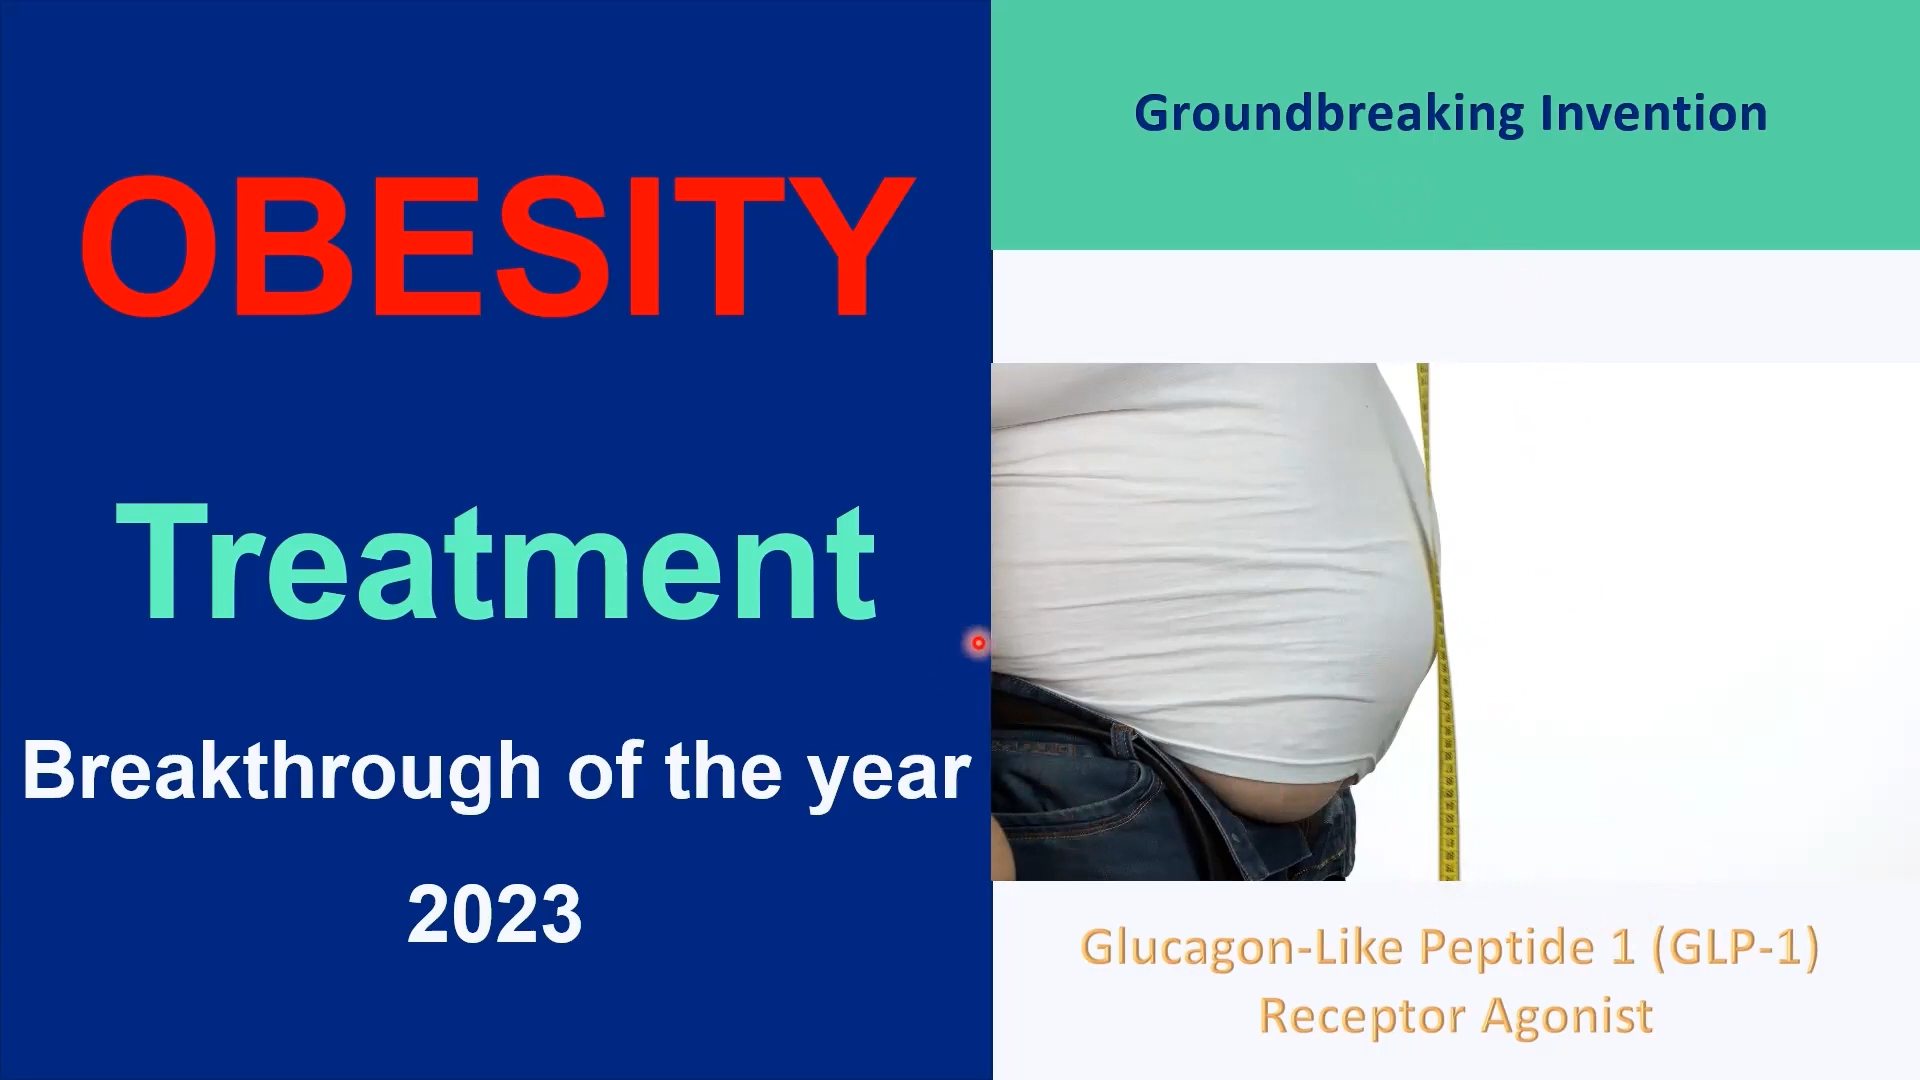 OBESITY
Treatment
Breakthrough of the year
2023
Groundbreaking Invention
Glucagon-Like Peptide 1 (GLP-1)
Receptor Agonist